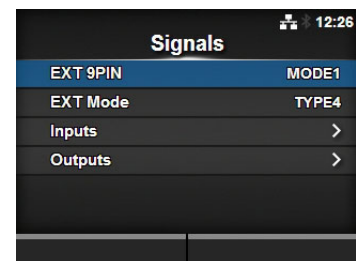 12:26
Signals
EXT 9PIN MODE1
EXT Mode TYPE4
Inputs >
Outputs >